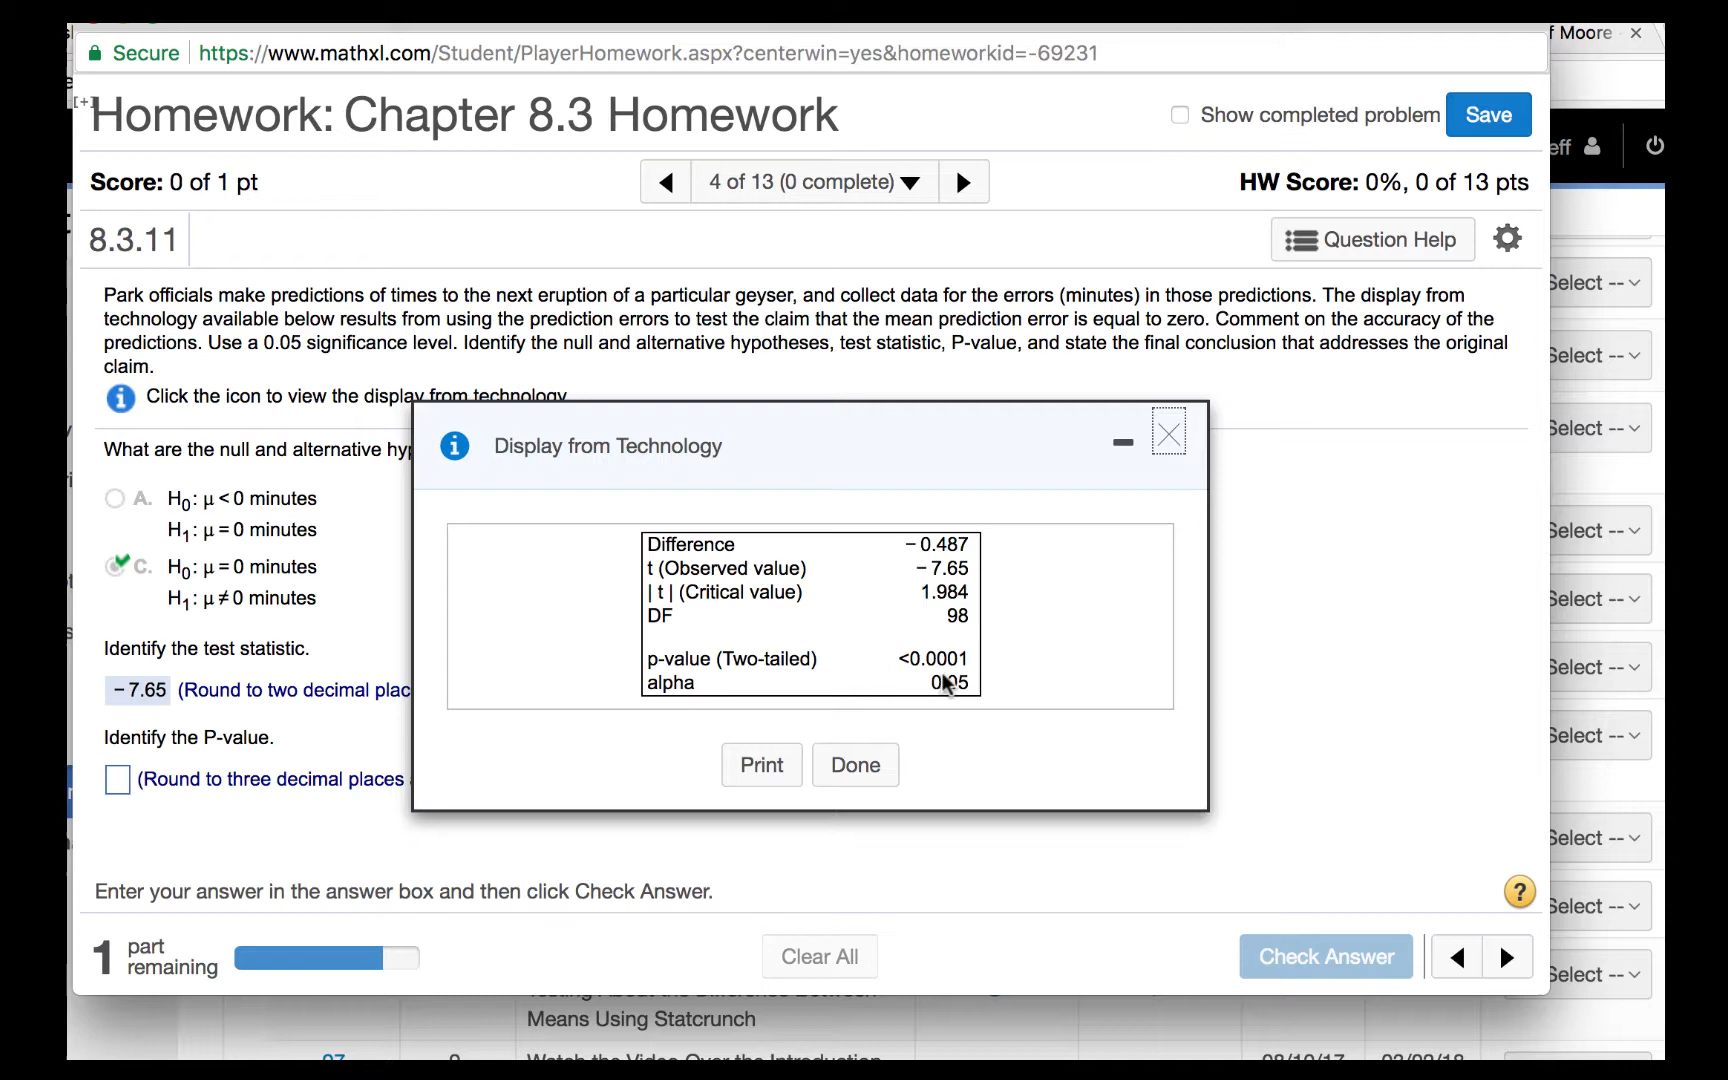 f Moore
Secure https://www.mathxl.com/Student/PlayerHomework.aspx?centerwin=yes&homeworkid=-69231
[+]
Homework: Chapter 8.3 Homework
Show completed problem
Save
eff
Score: 0 of 1 pt
4 of 13 (0 complete)
HW Score: 0%, 0 of 13 pts
8.3.11
Question Help
Park officials make predictions of times to the next eruption of a particular geyser, and collect data for the errors (minutes) in those predictions. The display from
technology available below results from using the prediction errors to test the claim that the mean prediction error is equal to zero. Comment on the accuracy of the
predictions. Use a 0.05 significance level. Identify the null and alternative hypotheses, test statistic, P-value, and state the final conclusion that addresses the original
claim.
Click the icon to view the display from technology
What are the null and alternative hyp
A. H0: μ < 0 minutes
H1: μ = 0 minutes
C. H0: μ = 0 minutes
H1: μ ≠ 0 minutes
Identify the test statistic.
− 7.65 (Round to two decimal plac
Identify the P-value.
(Round to three decimal places
Display from Technology
Difference − 0.487
t (Observed value) − 7.65
| t | (Critical value) 1.984
DF 98
p-value (Two-tailed) <0.0001
alpha 0.05
Print
Done
Enter your answer in the answer box and then click Check Answer.
?
1 part remaining
Clear All
Check Answer
Select --
Select --
Select --
Select --
Select --
Select --
Select --
Select --
Select --
Select --
Means Using Statcrunch